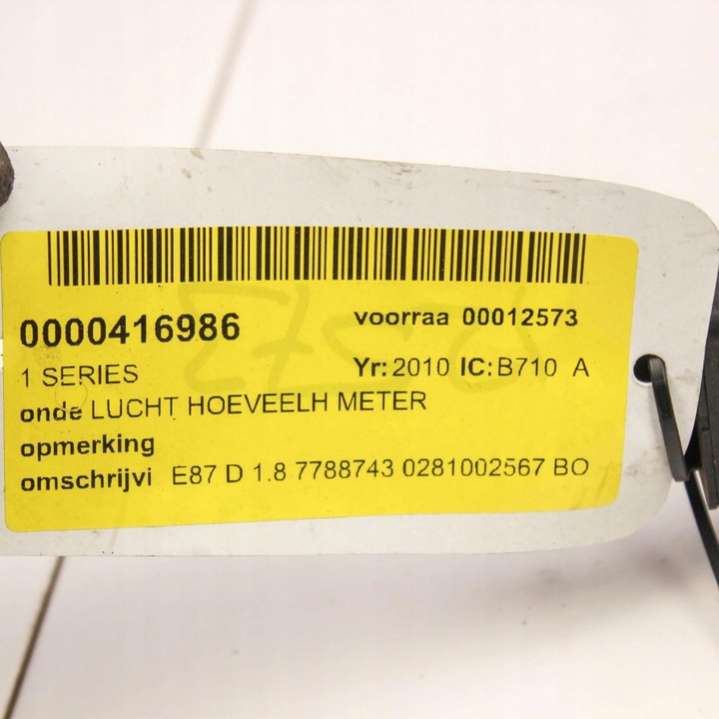 0000416986 voorraa 00012573
1 SERIES Yr: 2010 IC: B710 A
onde LUCHT HOEVEELH METER
opmerking
omschrijvi E87 D 1.8 7788743 0281002567 BO